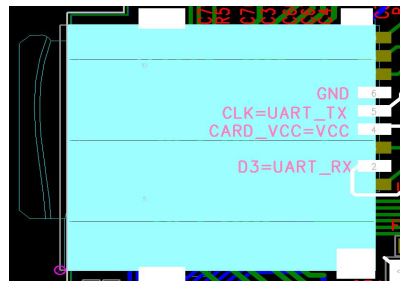 GND 6
CLK=UART_TX 5
CARD_VCC=VCC 4
D3=UART_RX 2